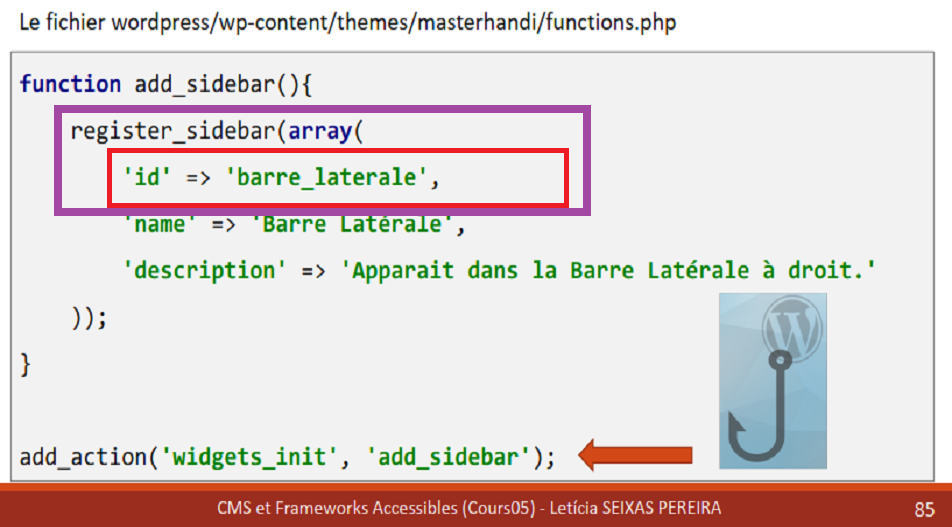 Le fichier wordpress/wp-content/themes/masterhandi/functions.php
function add_sidebar(){
register_sidebar(array(
'id' => 'barre_laterale',
'name' => 'Barre Latérale',
'description' => 'Apparait dans la Barre Latérale à droit.'
));
}
add_action('widgets_init', 'add_sidebar');
CMS et Frameworks Accessibles (Cours05) - Letícia SEIXAS PEREIRA
85